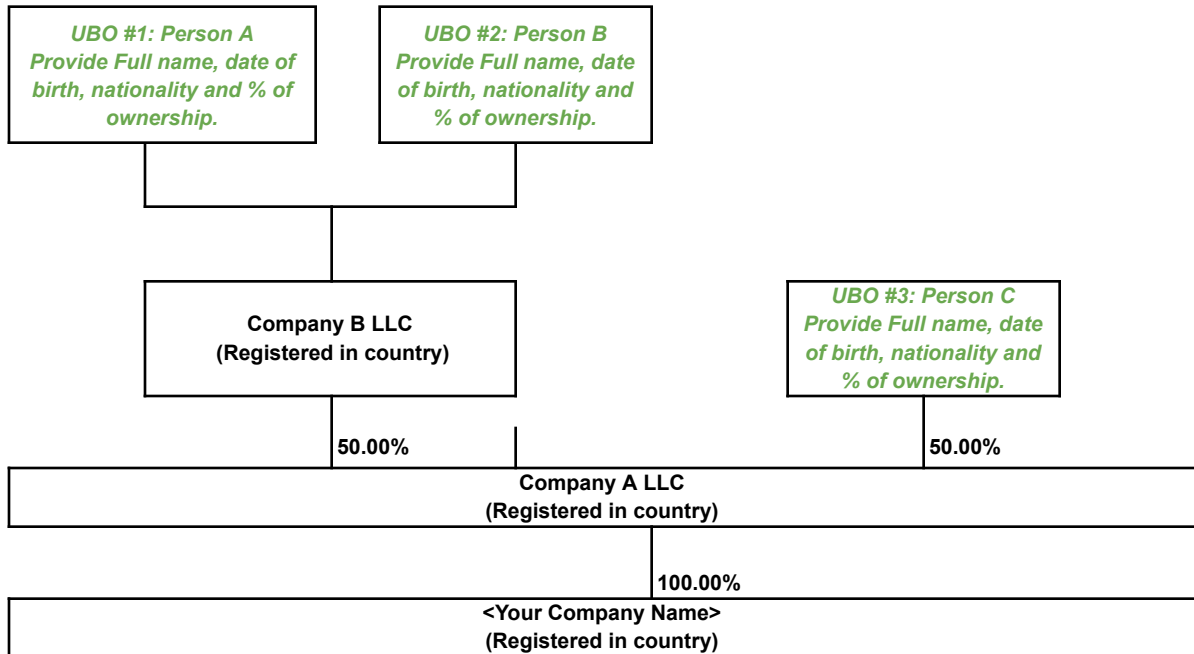 UBO #1: Person A
Provide Full name, date of
birth, nationality and % of
ownership.
UBO #2: Person B
Provide Full name, date
of birth, nationality and
% of ownership.
Company B LLC
(Registered in country)
UBO #3: Person C
Provide Full name, date
of birth, nationality and
% of ownership.
50.00%
50.00%
Company A LLC
(Registered in country)
100.00%
<Your Company Name>
(Registered in country)